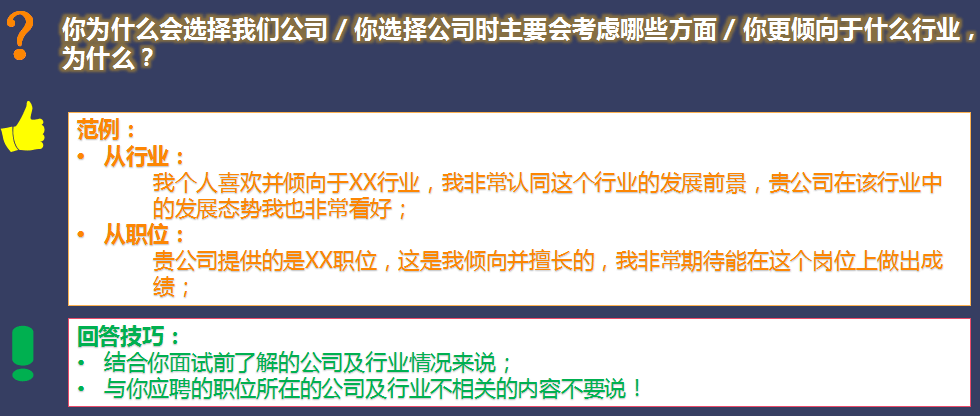 你为什么会选择我们公司 / 你选择公司时主要会考虑哪些方面 / 你更倾向于什么行业，
为什么？
范例：
• 从行业：
我个人喜欢并倾向于XX行业，我非常认同这个行业的发展前景，贵公司在该行业中
的发展态势我也非常看好；
• 从职位：
贵公司提供的是XX职位，这是我倾向并擅长的，我非常期待能在这个岗位上做出成
绩；
回答技巧：
• 结合你面试前了解的公司及行业情况来说；
• 与你应聘的职位所在的公司及行业不相关的内容不要说！